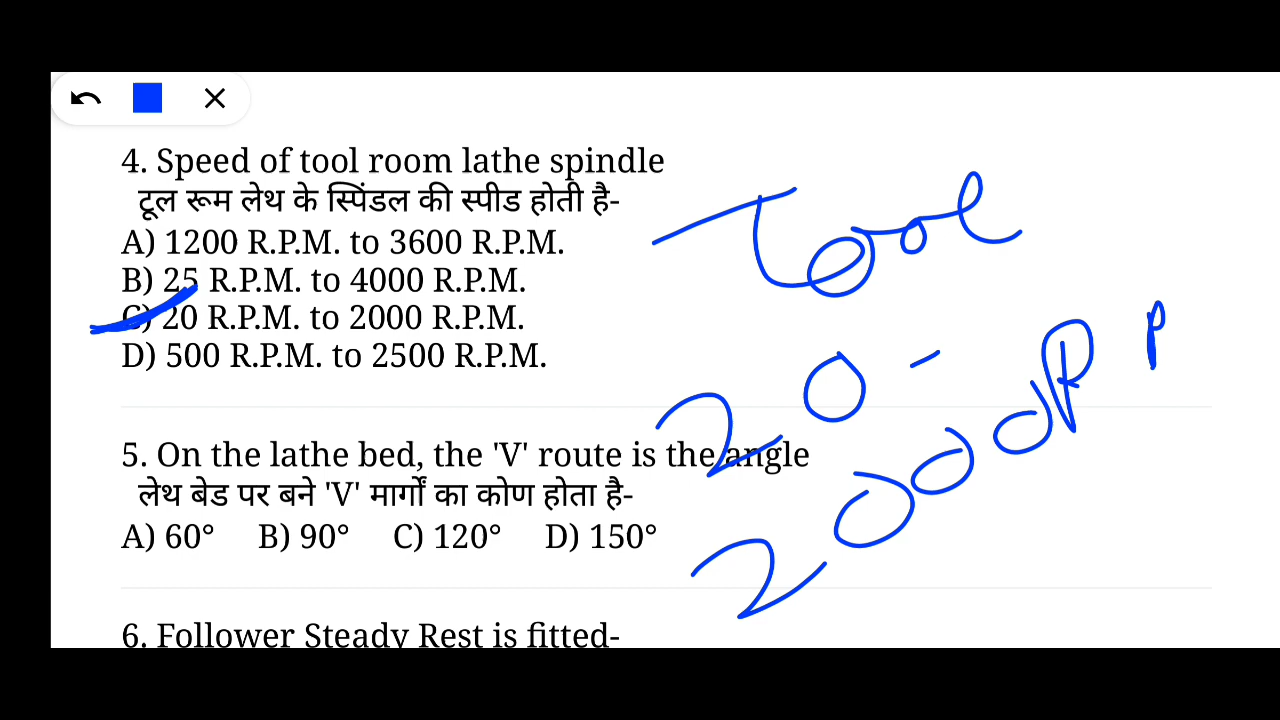 4. Speed of tool room lathe spindle
टूल रूम लेथ के स्पिंडल की स्पीड होती है-
A) 1200 R.P.M. to 3600 R.P.M.
B) 25 R.P.M. to 4000 R.P.M.
C) 20 R.P.M. to 2000 R.P.M.
D) 500 R.P.M. to 2500 R.P.M.
Tool
20 -
2000 R P
5. On the lathe bed, the 'V' route is the angle
लेथ बेड पर बने 'V' मार्गों का कोण होता है-
A) 60° B) 90° C) 120° D) 150°
6. Follower Steady Rest is fitted-